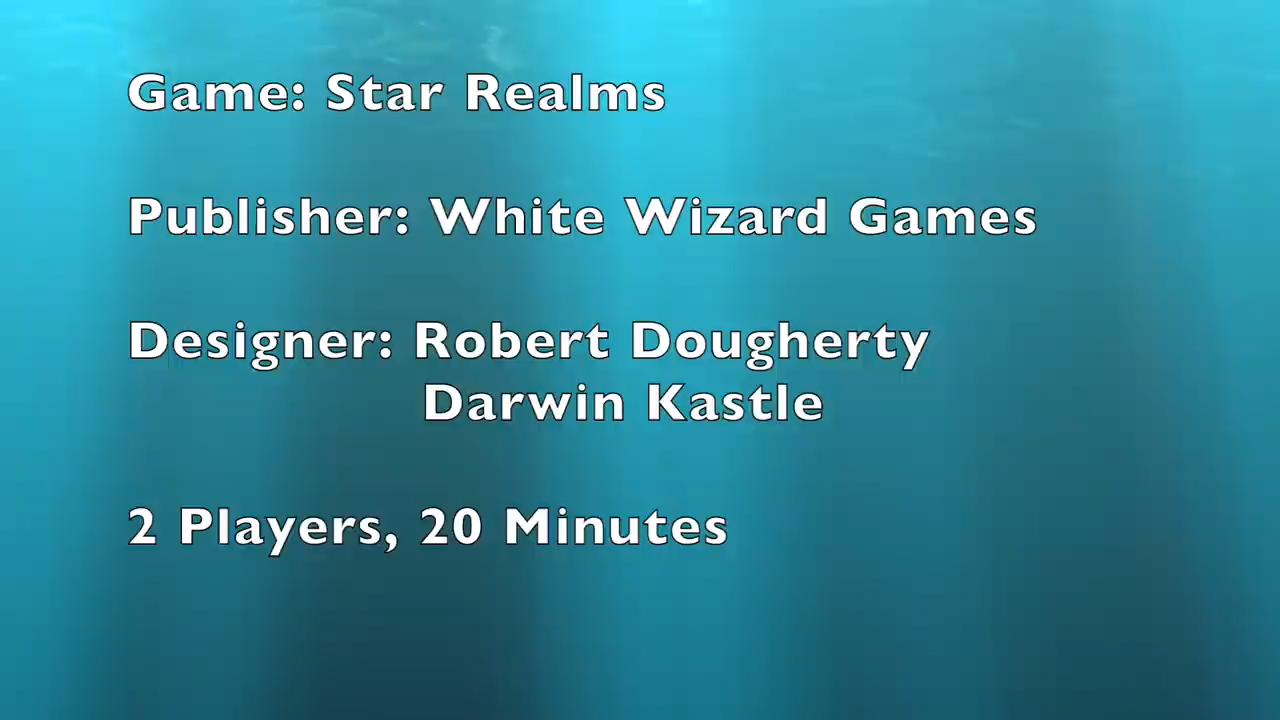 Game: Star Realms
Publisher: White Wizard Games
Designer: Robert Dougherty
Darwin Kastle
2 Players, 20 Minutes